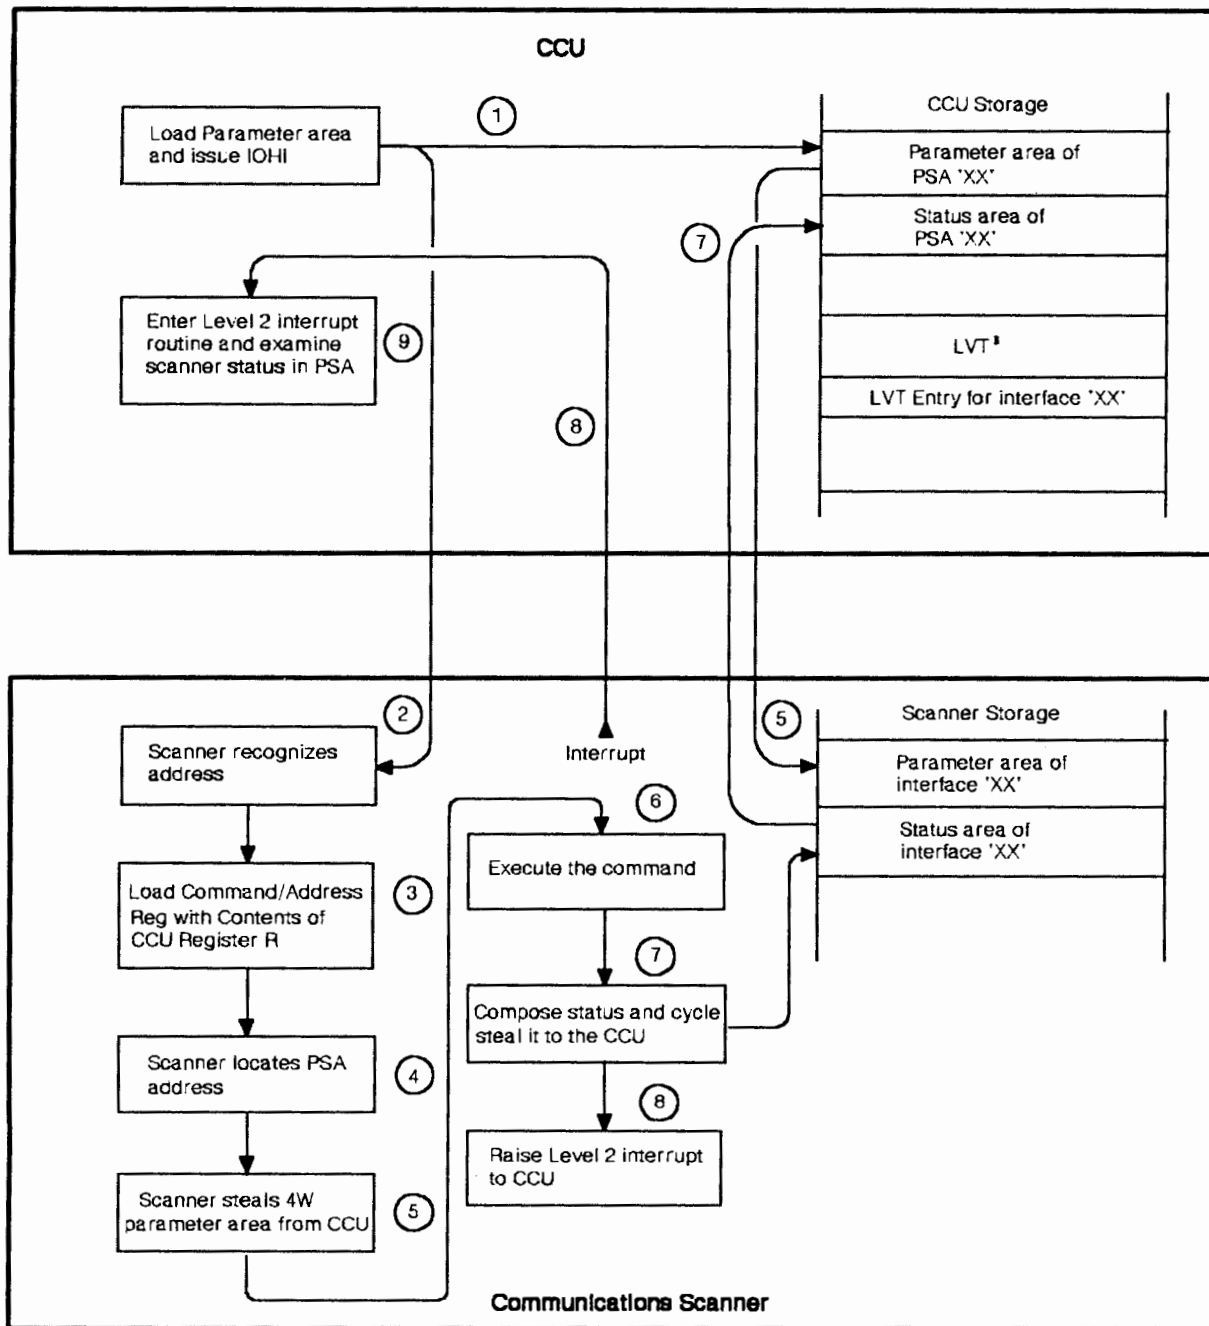 CCU
1
Load Parameter area
and issue IOHI
CCU Storage
Parameter area of
PSA 'XX'
7
Status area of
PSA 'XX'
Enter Level 2 interrupt
routine and examine
scanner status in PSA
9
LVT
LVT Entry for interface 'XX'
8
2
Scanner recognizes
address
Interrupt
5
Scanner Storage
Parameter area of
interface 'XX'
6
Status area of
interface 'XX'
Execute the command
Load Command/Address
Reg with Contents of
CCU Register R
3
7
Compose status and cycle
steal it to the CCU
Scanner locates PSA
address
4
8
Raise Level 2 interrupt
to CCU
Scanner steals 4W
parameter area from CCU
5
Communications Scanner